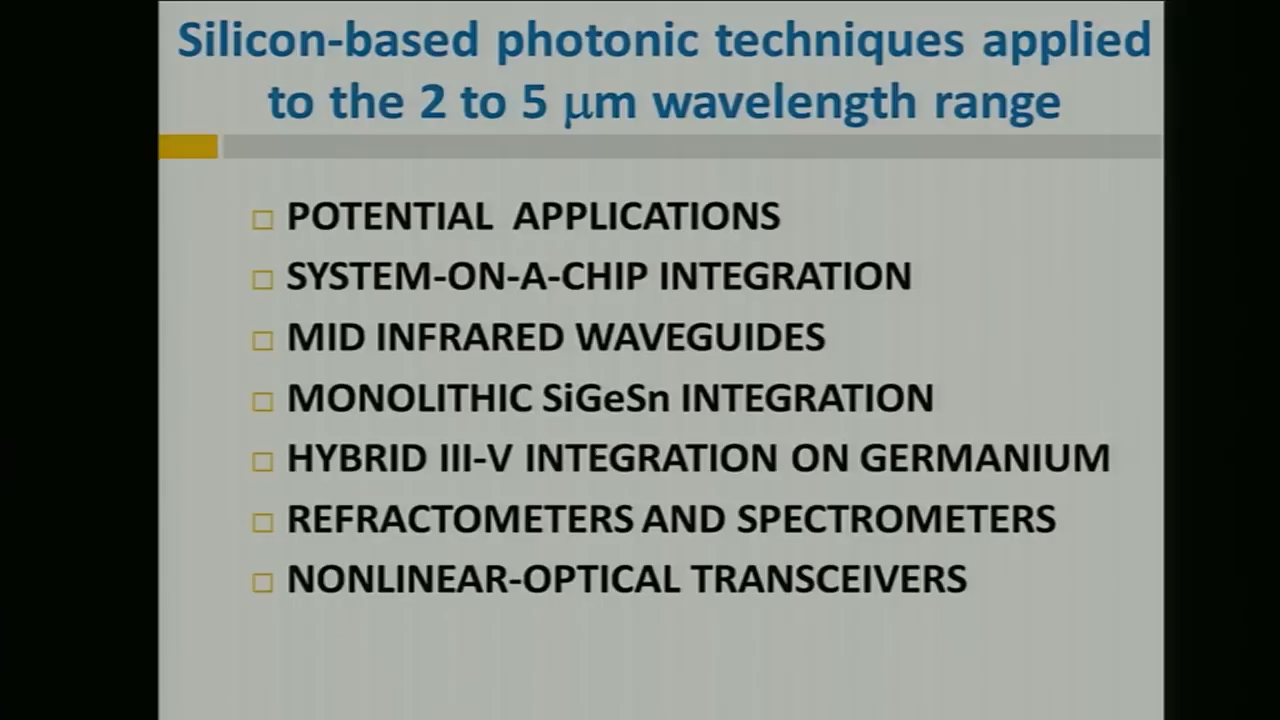 Silicon-based photonic techniques applied
to the 2 to 5 μm wavelength range
POTENTIAL APPLICATIONS
SYSTEM-ON-A-CHIP INTEGRATION
MID INFRARED WAVEGUIDES
MONOLITHIC SiGeSn INTEGRATION
HYBRID III-V INTEGRATION ON GERMANIUM
REFRACTOMETERS AND SPECTROMETERS
NONLINEAR-OPTICAL TRANSCEIVERS